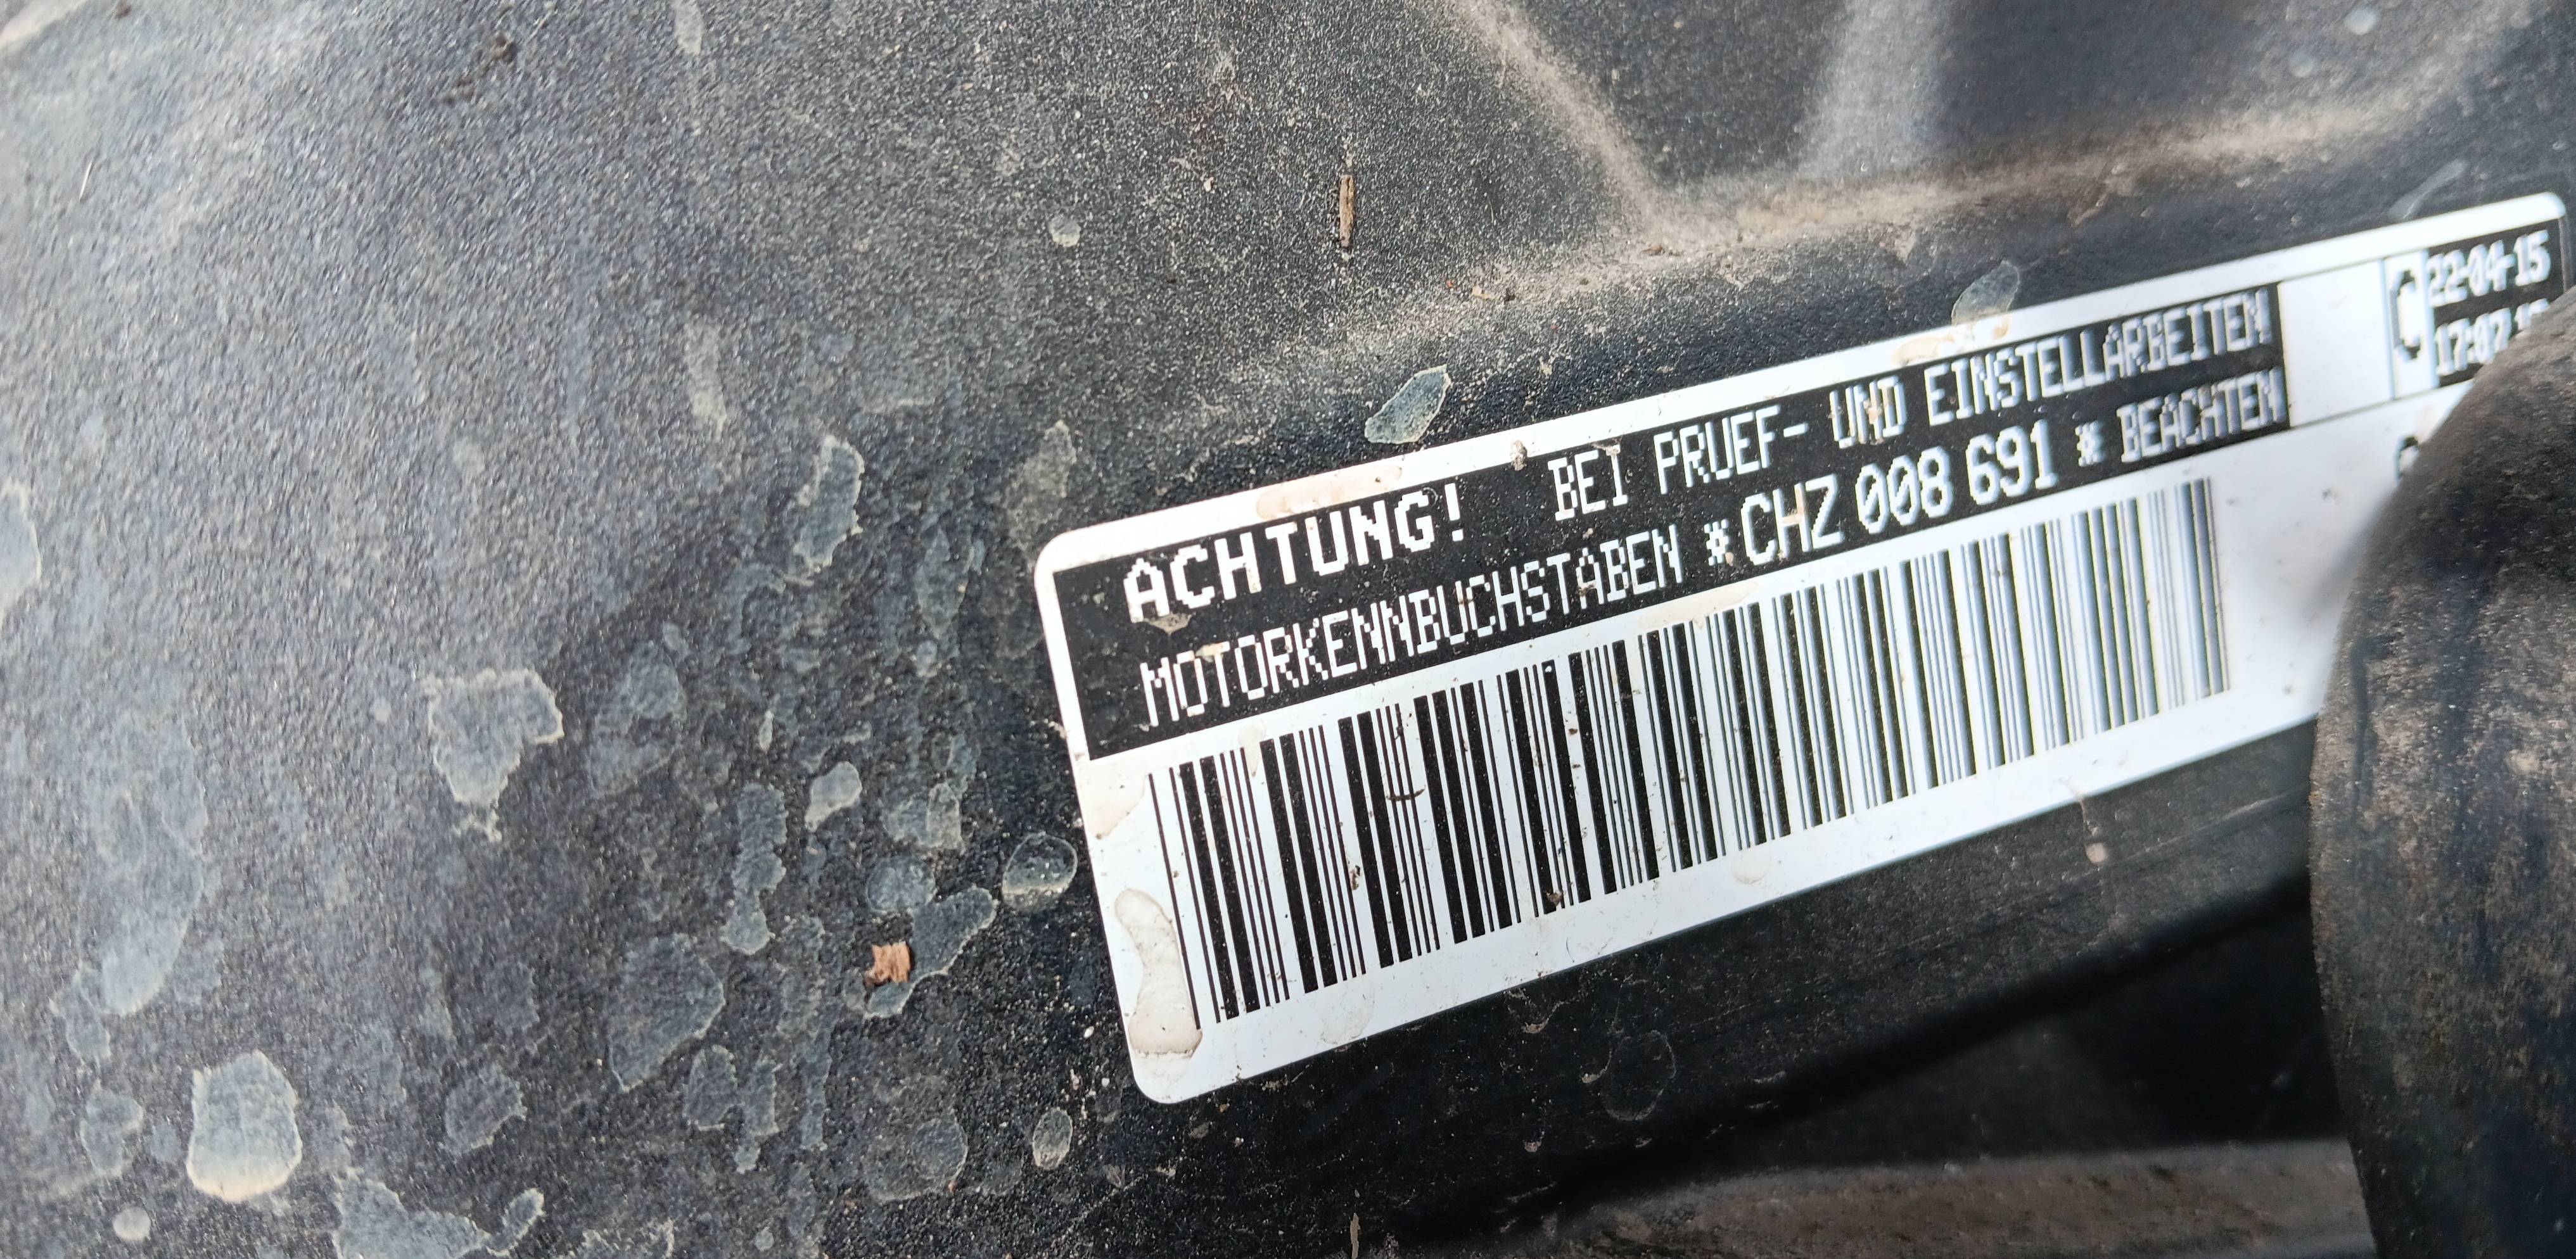 ACHTUNG! BEI PRUEF- UND EINSTELLARBEITEN
MOTORKENNBUCHSTABEN * CHZ 008 691 * BEACHTEN
22-04-15